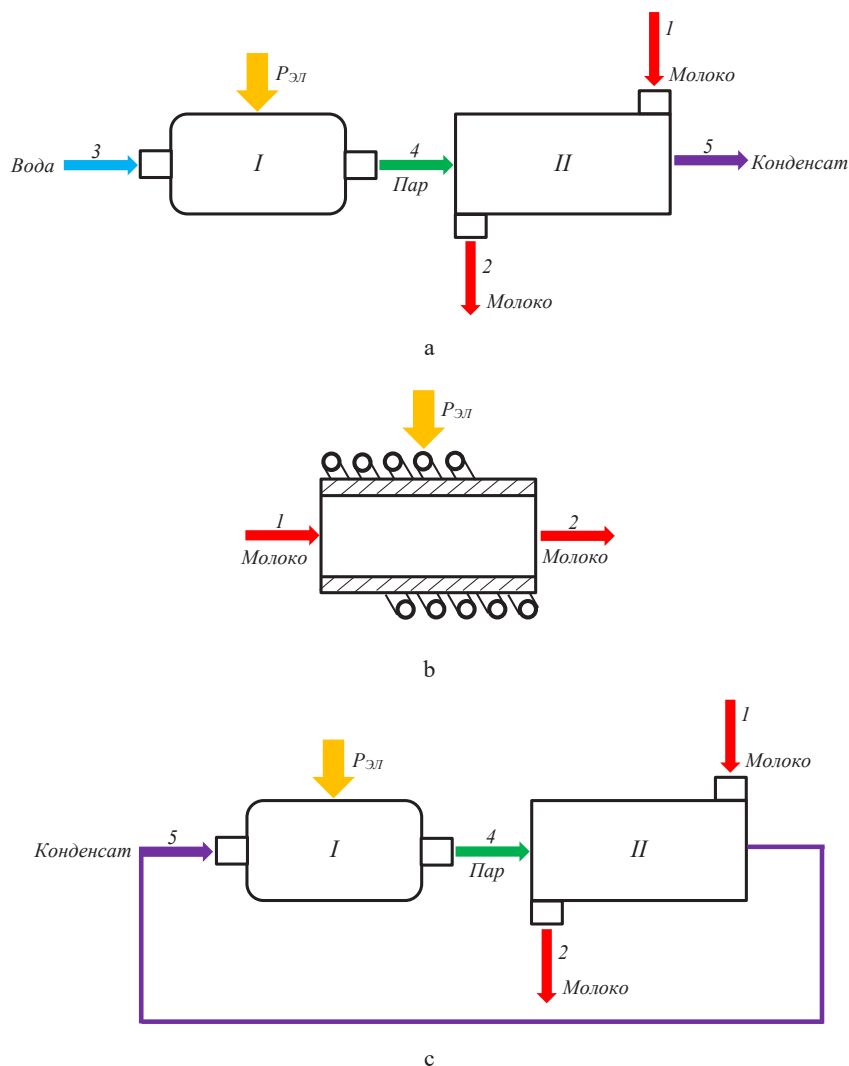 1
Pэл
Молоко
3
4
5
Вода
I
II
Конденсат
Пар
2
Молоко
a
Pэл
1
2
Молоко
Молоко
b
1
Pэл
Молоко
5
4
Конденсат
I
II
Пар
2
Молоко
c